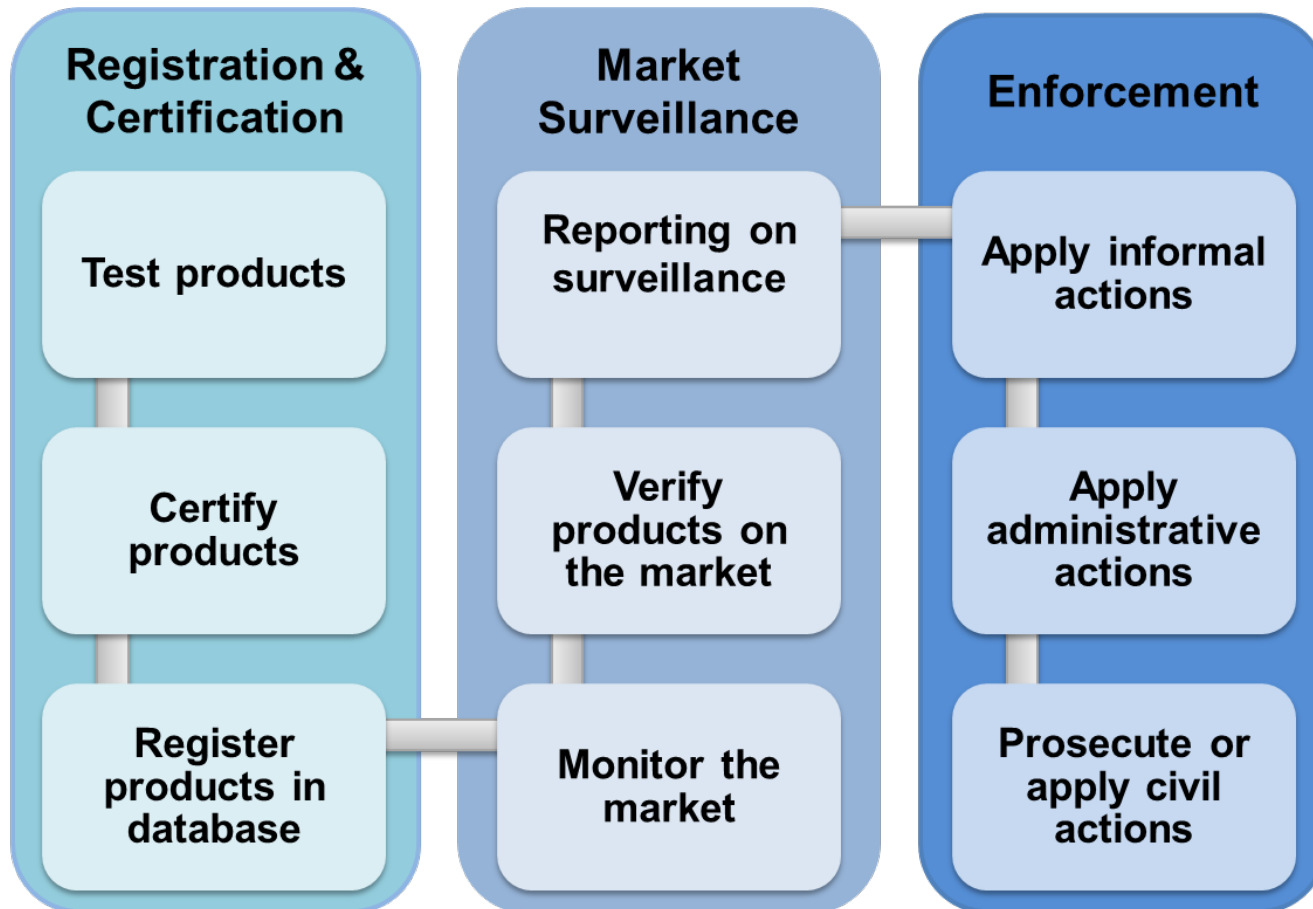 Registration &
Certification
Test products
Certify
products
Register
products in
database
Market
Surveillance
Reporting on
surveillance
Verify
products on
the market
Monitor the
market
Enforcement
Apply informal
actions
Apply
administrative
actions
Prosecute or
apply civil
actions